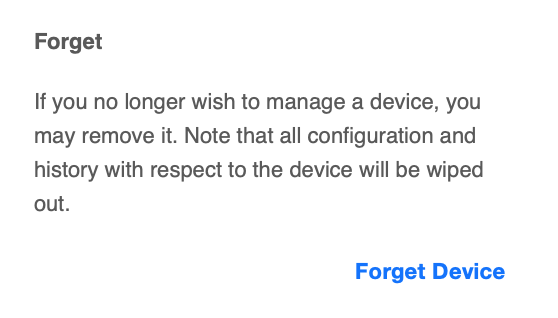 Forget
If you no longer wish to manage a device, you
may remove it. Note that all configuration and
history with respect to the device will be wiped
out.
Forget Device